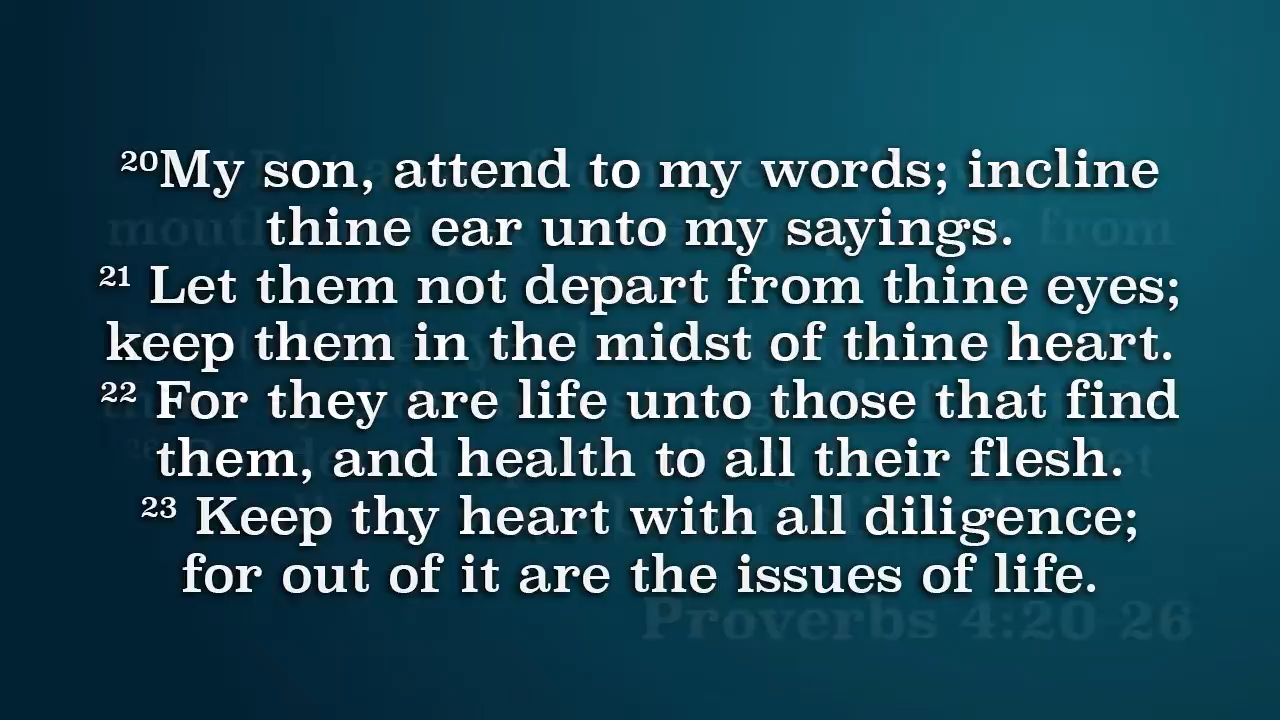 ²⁰My son, attend to my words; incline
thine ear unto my sayings.
²¹ Let them not depart from thine eyes;
keep them in the midst of thine heart.
²² For they are life unto those that find
them, and health to all their flesh.
²³ Keep thy heart with all diligence;
for out of it are the issues of life.
Proverbs 4:20 26